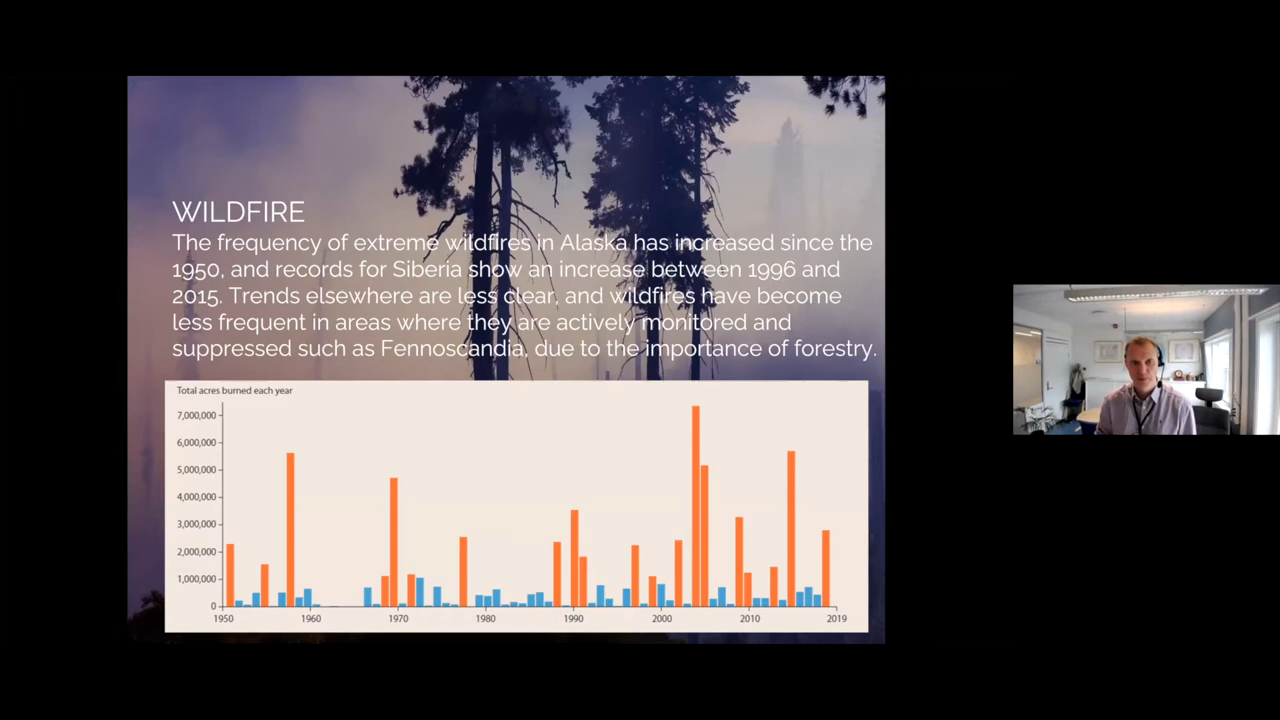 WILDFIRE
The frequency of extreme wildfires in Alaska has increased since the
1950, and records for Siberia show an increase between 1996 and
2015. Trends elsewhere are less clear, and wildfires have become
less frequent in areas where they are actively monitored and
suppressed such as Fennoscandia, due to the importance of forestry.
Total acres burned each year
7,000,000
6,000,000
5,000,000
4,000,000
3,000,000
2,000,000
1,000,000
0
1950 1960 1970 1980 1990 2000 2010 2019